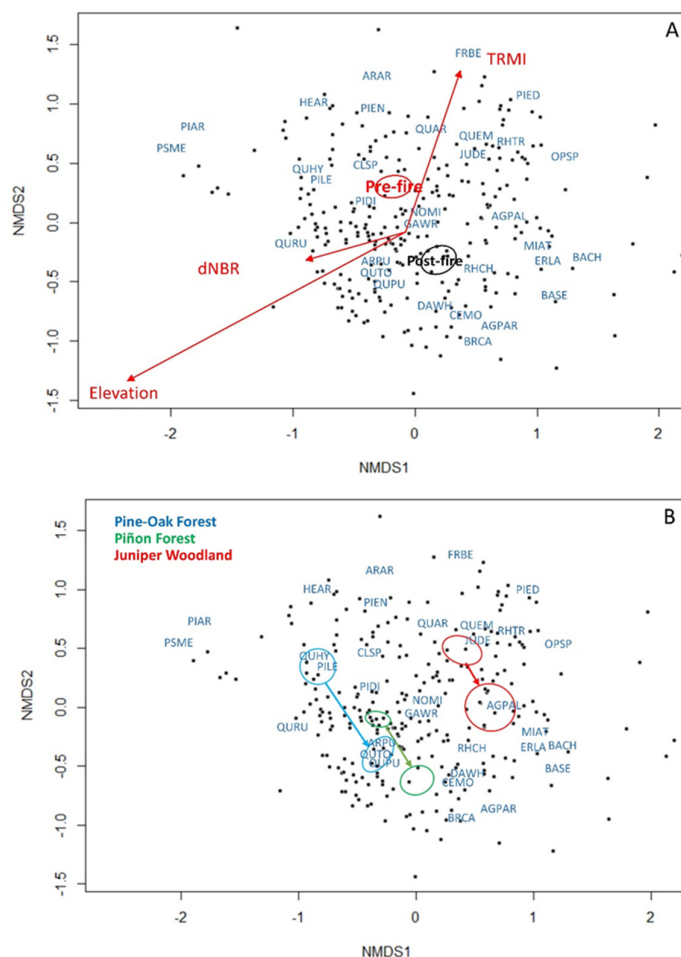 A
FRBE
TRMI
ARAR
HEAR
PIEN
PIED
PIAR
QUAR
QUEM
RHTR
PSME
JUDE
OPSP
QUHY
CLSP
PILE
Pre-fire
PIDI
NOMI
AGPAL
GAWR
QURU
MIAT
dNBR
ARPU
Post-fire
ERLA
BACH
QUTO
RHCH
QUPU
BASE
DAWH
CEMO
AGPAR
BRCA
Elevation
NMDS2
1.5
1.0
0.5
0.0
-0.5
-1.0
-1.5
-2
-1
0
1
2
NMDS1
Pine-Oak Forest
Piñon Forest
Juniper Woodland
B
FRBE
ARAR
HEAR
PIEN
PIED
PIAR
QUAR
QUEM
RHTR
PSME
JUDE
OPSP
QUHY
CLSP
PILE
PIDI
NOMI
AGPAL
GAWR
QURU
MIAT
ARPU
ERLA
BACH
QUTO
RHCH
QUPU
BASE
DAWH
CEMO
AGPAR
BRCA
NMDS2
1.5
1.0
0.5
0.0
-0.5
-1.0
-1.5
-2
-1
0
1
2
NMDS1